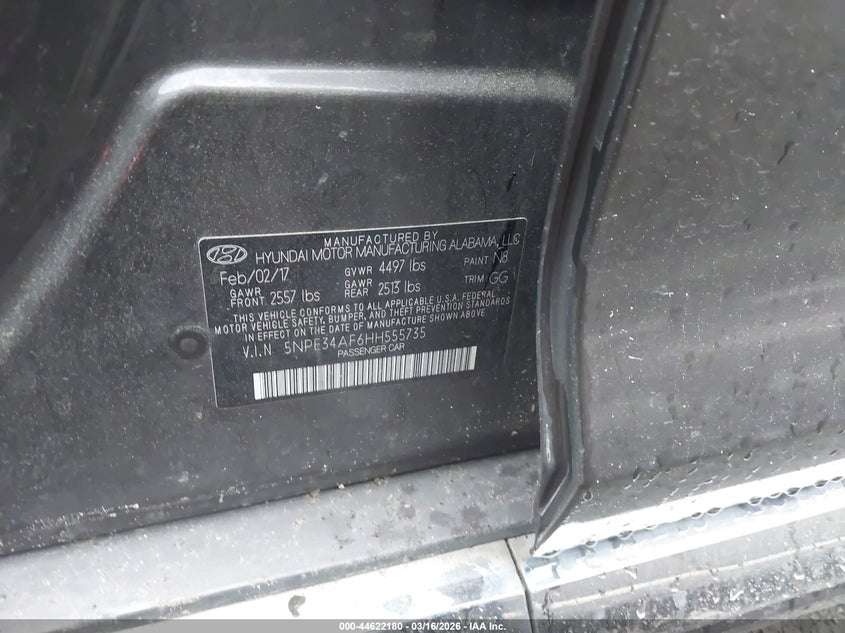 MANUFACTURED BY
HYUNDAI MOTOR MANUFACTURING ALABAMA, LLC
Feb/02/17 GVWR 4497 lbs PAINT N8
GAWR FRONT 2557 lbs GAWR REAR 2513 lbs TRIM GG
THIS VEHICLE CONFORMS TO ALL APPLICABLE U.S.A. FEDERAL
MOTOR VEHICLE SAFETY, BUMPER, AND THEFT PREVENTION STANDARDS
IN EFFECT ON THE DATE OF MANUFACTURE SHOWN ABOVE
V.I.N 5NPE34AF6HH555735
PASSENGER CAR
000-44622180 - 03/16/2026 - IAA Inc.